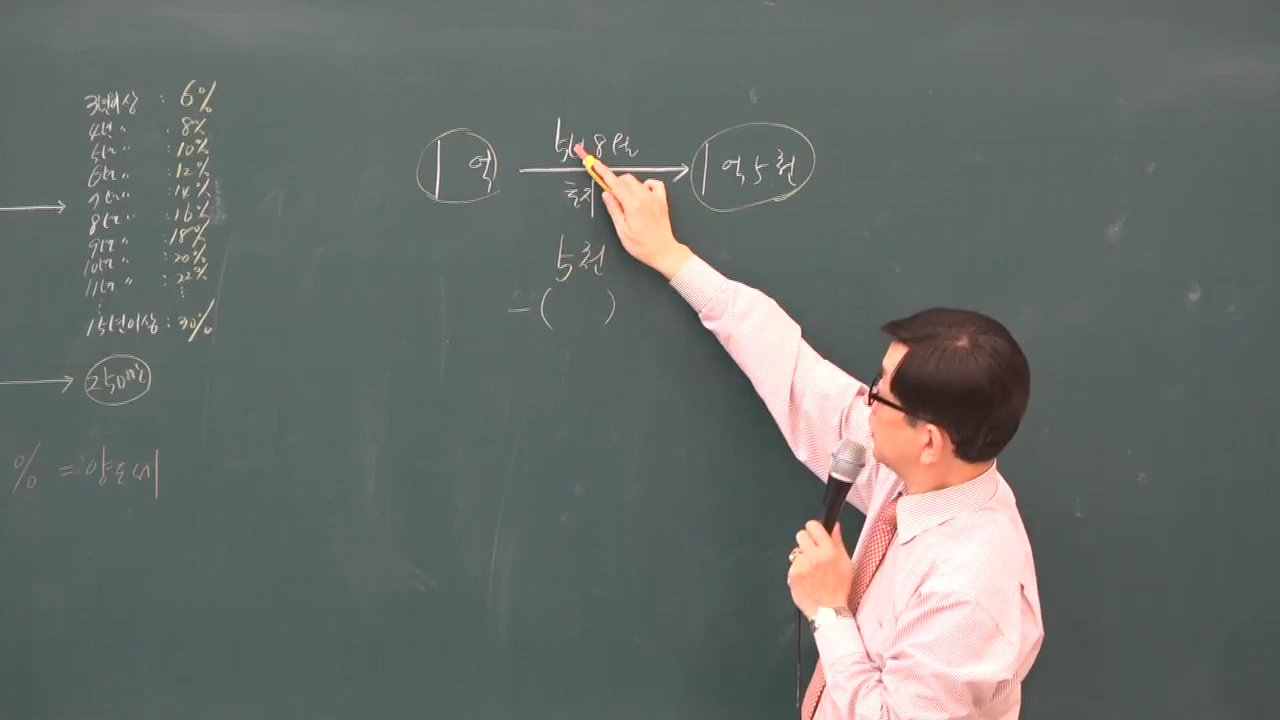 3년이상 : 6%
4년 〃 : 8%
5년 〃 : 10%
6년 〃 : 12%
7년 〃 : 14%
8년 〃 : 16%
9년 〃 : 18%
10년 〃 : 20%
11년 〃 : 22%
⋮ ⋮
15년이상 : 30%
250만
% = 양도세
1억
5년 8월
토지
1억5천
5천
- ( )